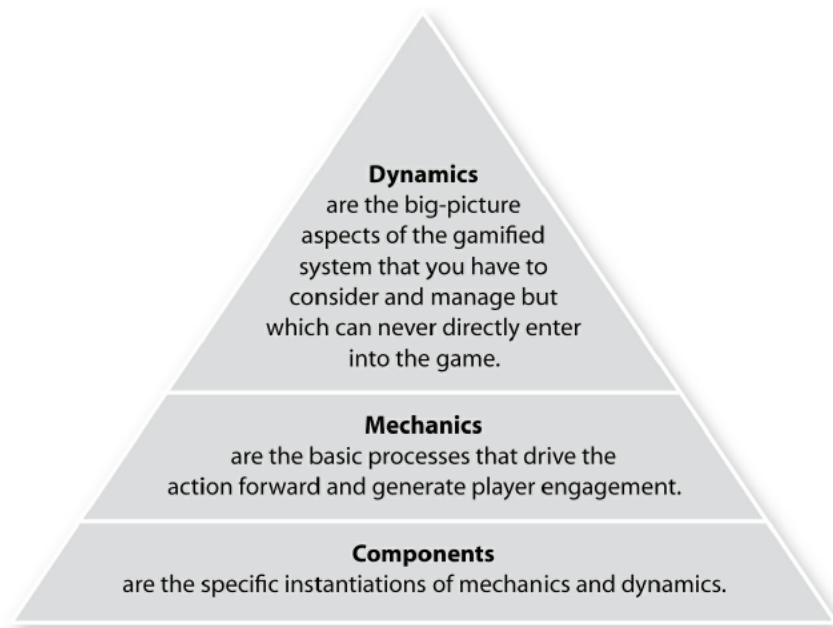 Dynamics
are the big-picture
aspects of the gamified
system that you have to
consider and manage but
which can never directly enter
into the game.
Mechanics
are the basic processes that drive the
action forward and generate player engagement.
Components
are the specific instantiations of mechanics and dynamics.